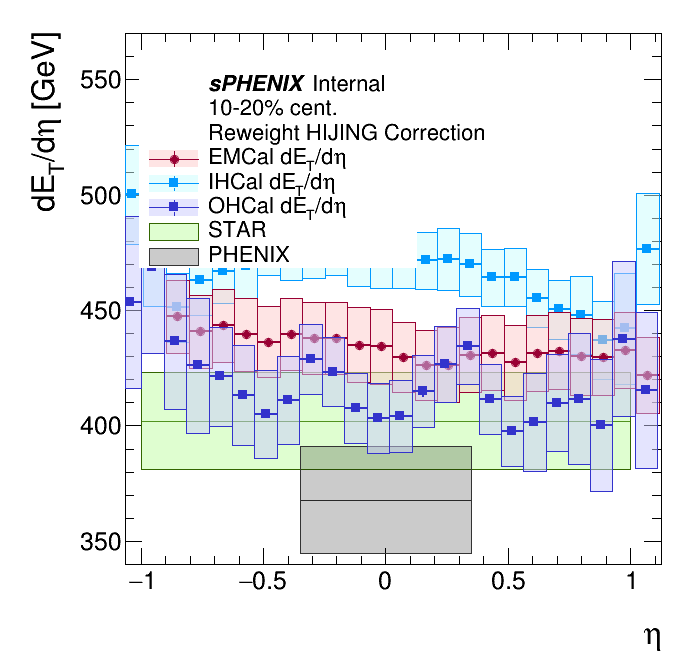 dE_T/dη [GeV]
550
500
450
400
350
sPHENIX Internal
10-20% cent.
Reweight HIJING Correction
EMCal dE_T/dη
IHCal dE_T/dη
OHCal dE_T/dη
STAR
PHENIX
−1 −0.5 0 0.5 1
η